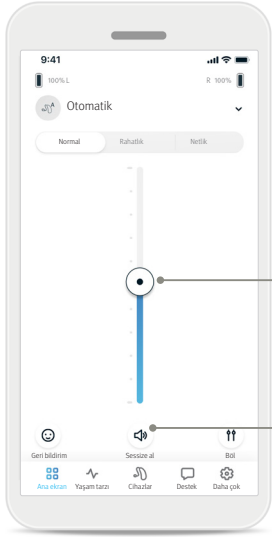 9:41
100% L
R 100%
Otomatik
Normal Rahatlık Netlik
Geri bildirim Sessize al Böl
Ana ekran Yaşam tarzı Cihazlar Destek Daha çok